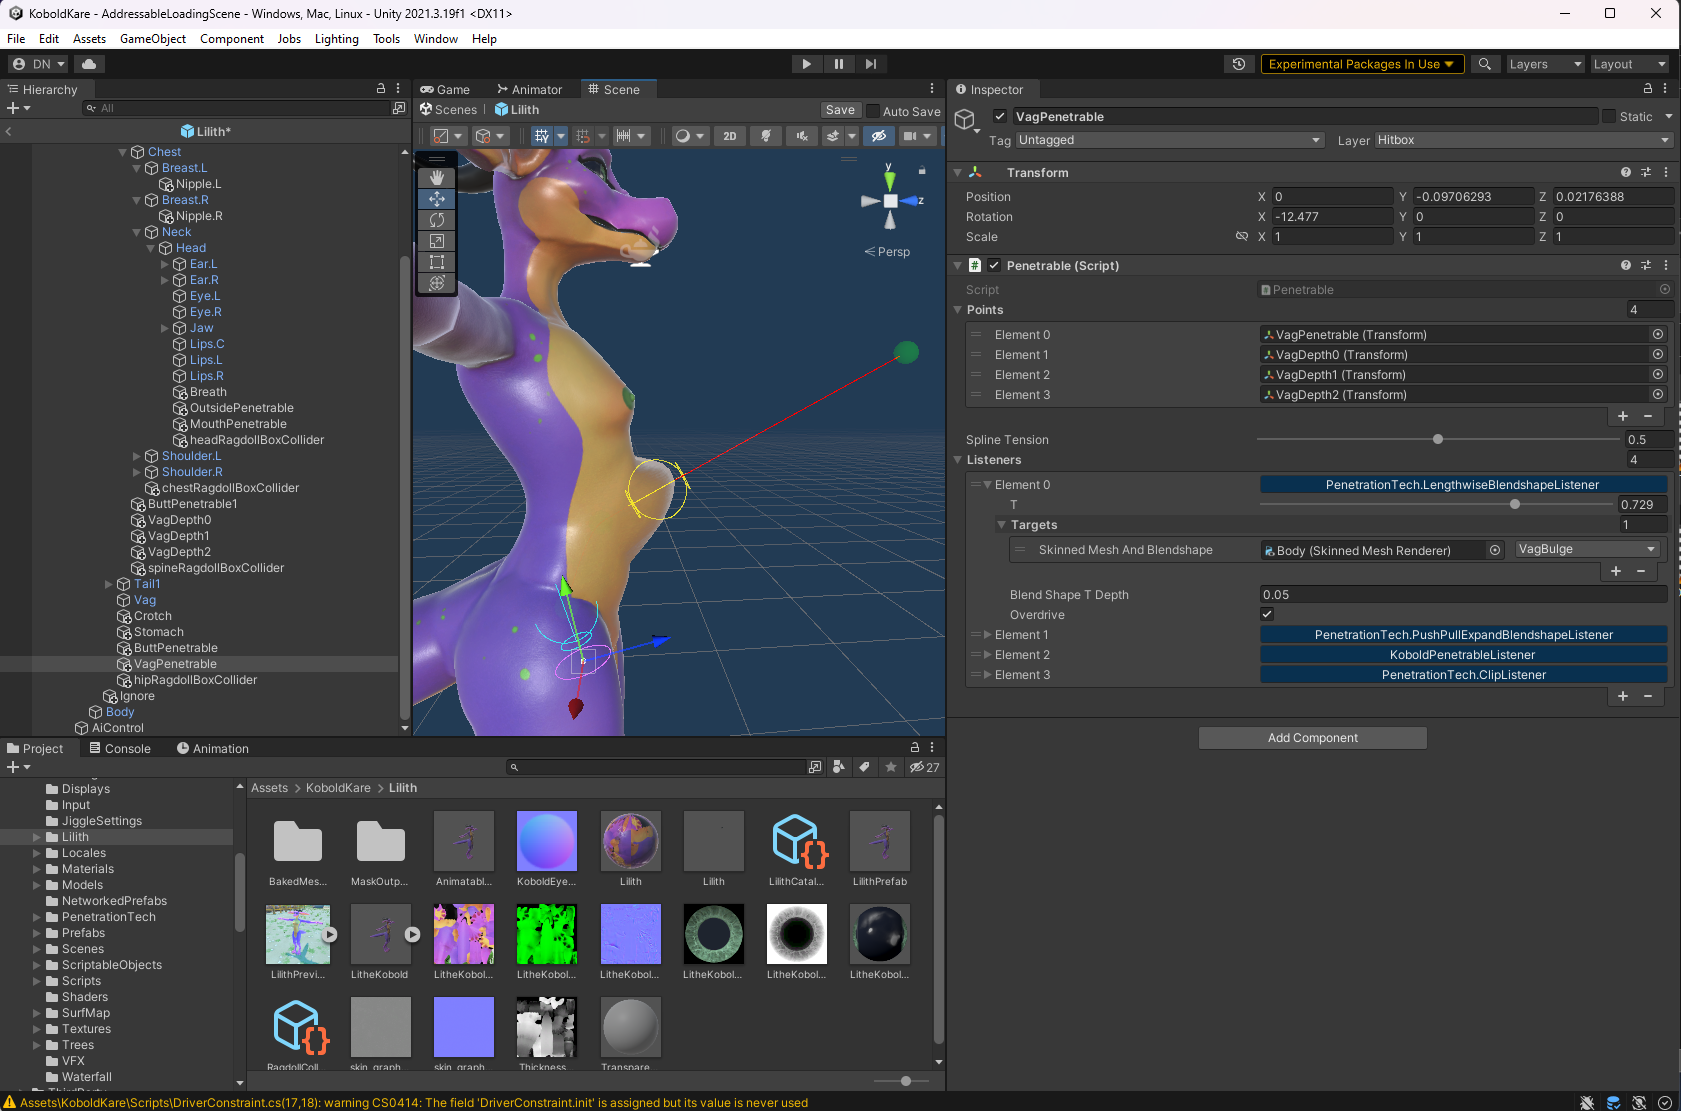 KoboldKare - AddressableLoadingScene - Windows, Mac, Linux - Unity 2021.3.19f1 <DX11>
File Edit Assets GameObject Component Jobs Lighting Tools Window Help
DN Experimental Packages In Use Layers Layout
Hierarchy
All
Lilith*
Chest
Breast.L
Nipple.L
Breast.R
Nipple.R
Neck
Head
Ear.L
Ear.R
Eye.L
Eye.R
Jaw
Lips.C
Lips.L
Lips.R
Breath
OutsidePenetrable
MouthPenetrable
headRagdollBoxCollider
Shoulder.L
Shoulder.R
chestRagdollBoxCollider
ButtPenetrable1
VagDepth0
VagDepth1
VagDepth2
spineRagdollBoxCollider
Tail1
Vag
Crotch
Stomach
ButtPenetrable
VagPenetrable
hipRagdollBoxCollider
Ignore
Body
AiControl
Game Animator Scene
Scenes Lilith Save Auto Save
2D
y
z
Persp
Inspector
VagPenetrable Static
Tag Untagged Layer Hitbox
Transform
Position X 0 Y -0.09706293 Z 0.02176388
Rotation X -12.477 Y 0 Z 0
Scale X 1 Y 1 Z 1
# Penetrable (Script)
Script Penetrable
Points 4
Element 0 VagPenetrable (Transform)
Element 1 VagDepth0 (Transform)
Element 2 VagDepth1 (Transform)
Element 3 VagDepth2 (Transform)
Spline Tension 0.5
Listeners 4
Element 0 PenetrationTech.LengthwiseBlendshapeListener
T 0.729
Targets 1
Skinned Mesh And Blendshape Body (Skinned Mesh Renderer) VagBulge
Blend Shape T Depth 0.05
Overdrive
Element 1 PenetrationTech.PushPullExpandBlendshapeListener
Element 2 KoboldPenetrableListener
Element 3 PenetrationTech.ClipListener
Add Component
Project Console Animation
27
Displays
Input
JiggleSettings
Lilith
Locales
Materials
Models
NetworkedPrefabs
PenetrationTech
Prefabs
Scenes
ScriptableObjects
Scripts
Shaders
SurfMap
Textures
Trees
VFX
Waterfall
Assets > KoboldKare > Lilith
BakedMes... MaskOutp... Animatabl... KoboldEye... Lilith Lilith LilithCatal... LilithPrefab
LilithPrevi... LitheKobold LitheKobol... LitheKobol... LitheKobol... LitheKobol... LitheKobol... LitheKobol...
RagdollColl... skin_graph... skin_graph... Thickness... Transpare...
Assets\KoboldKare\Scripts\DriverConstraint.cs(17,18): warning CS0414: The field 'DriverConstraint.init' is assigned but its value is never used